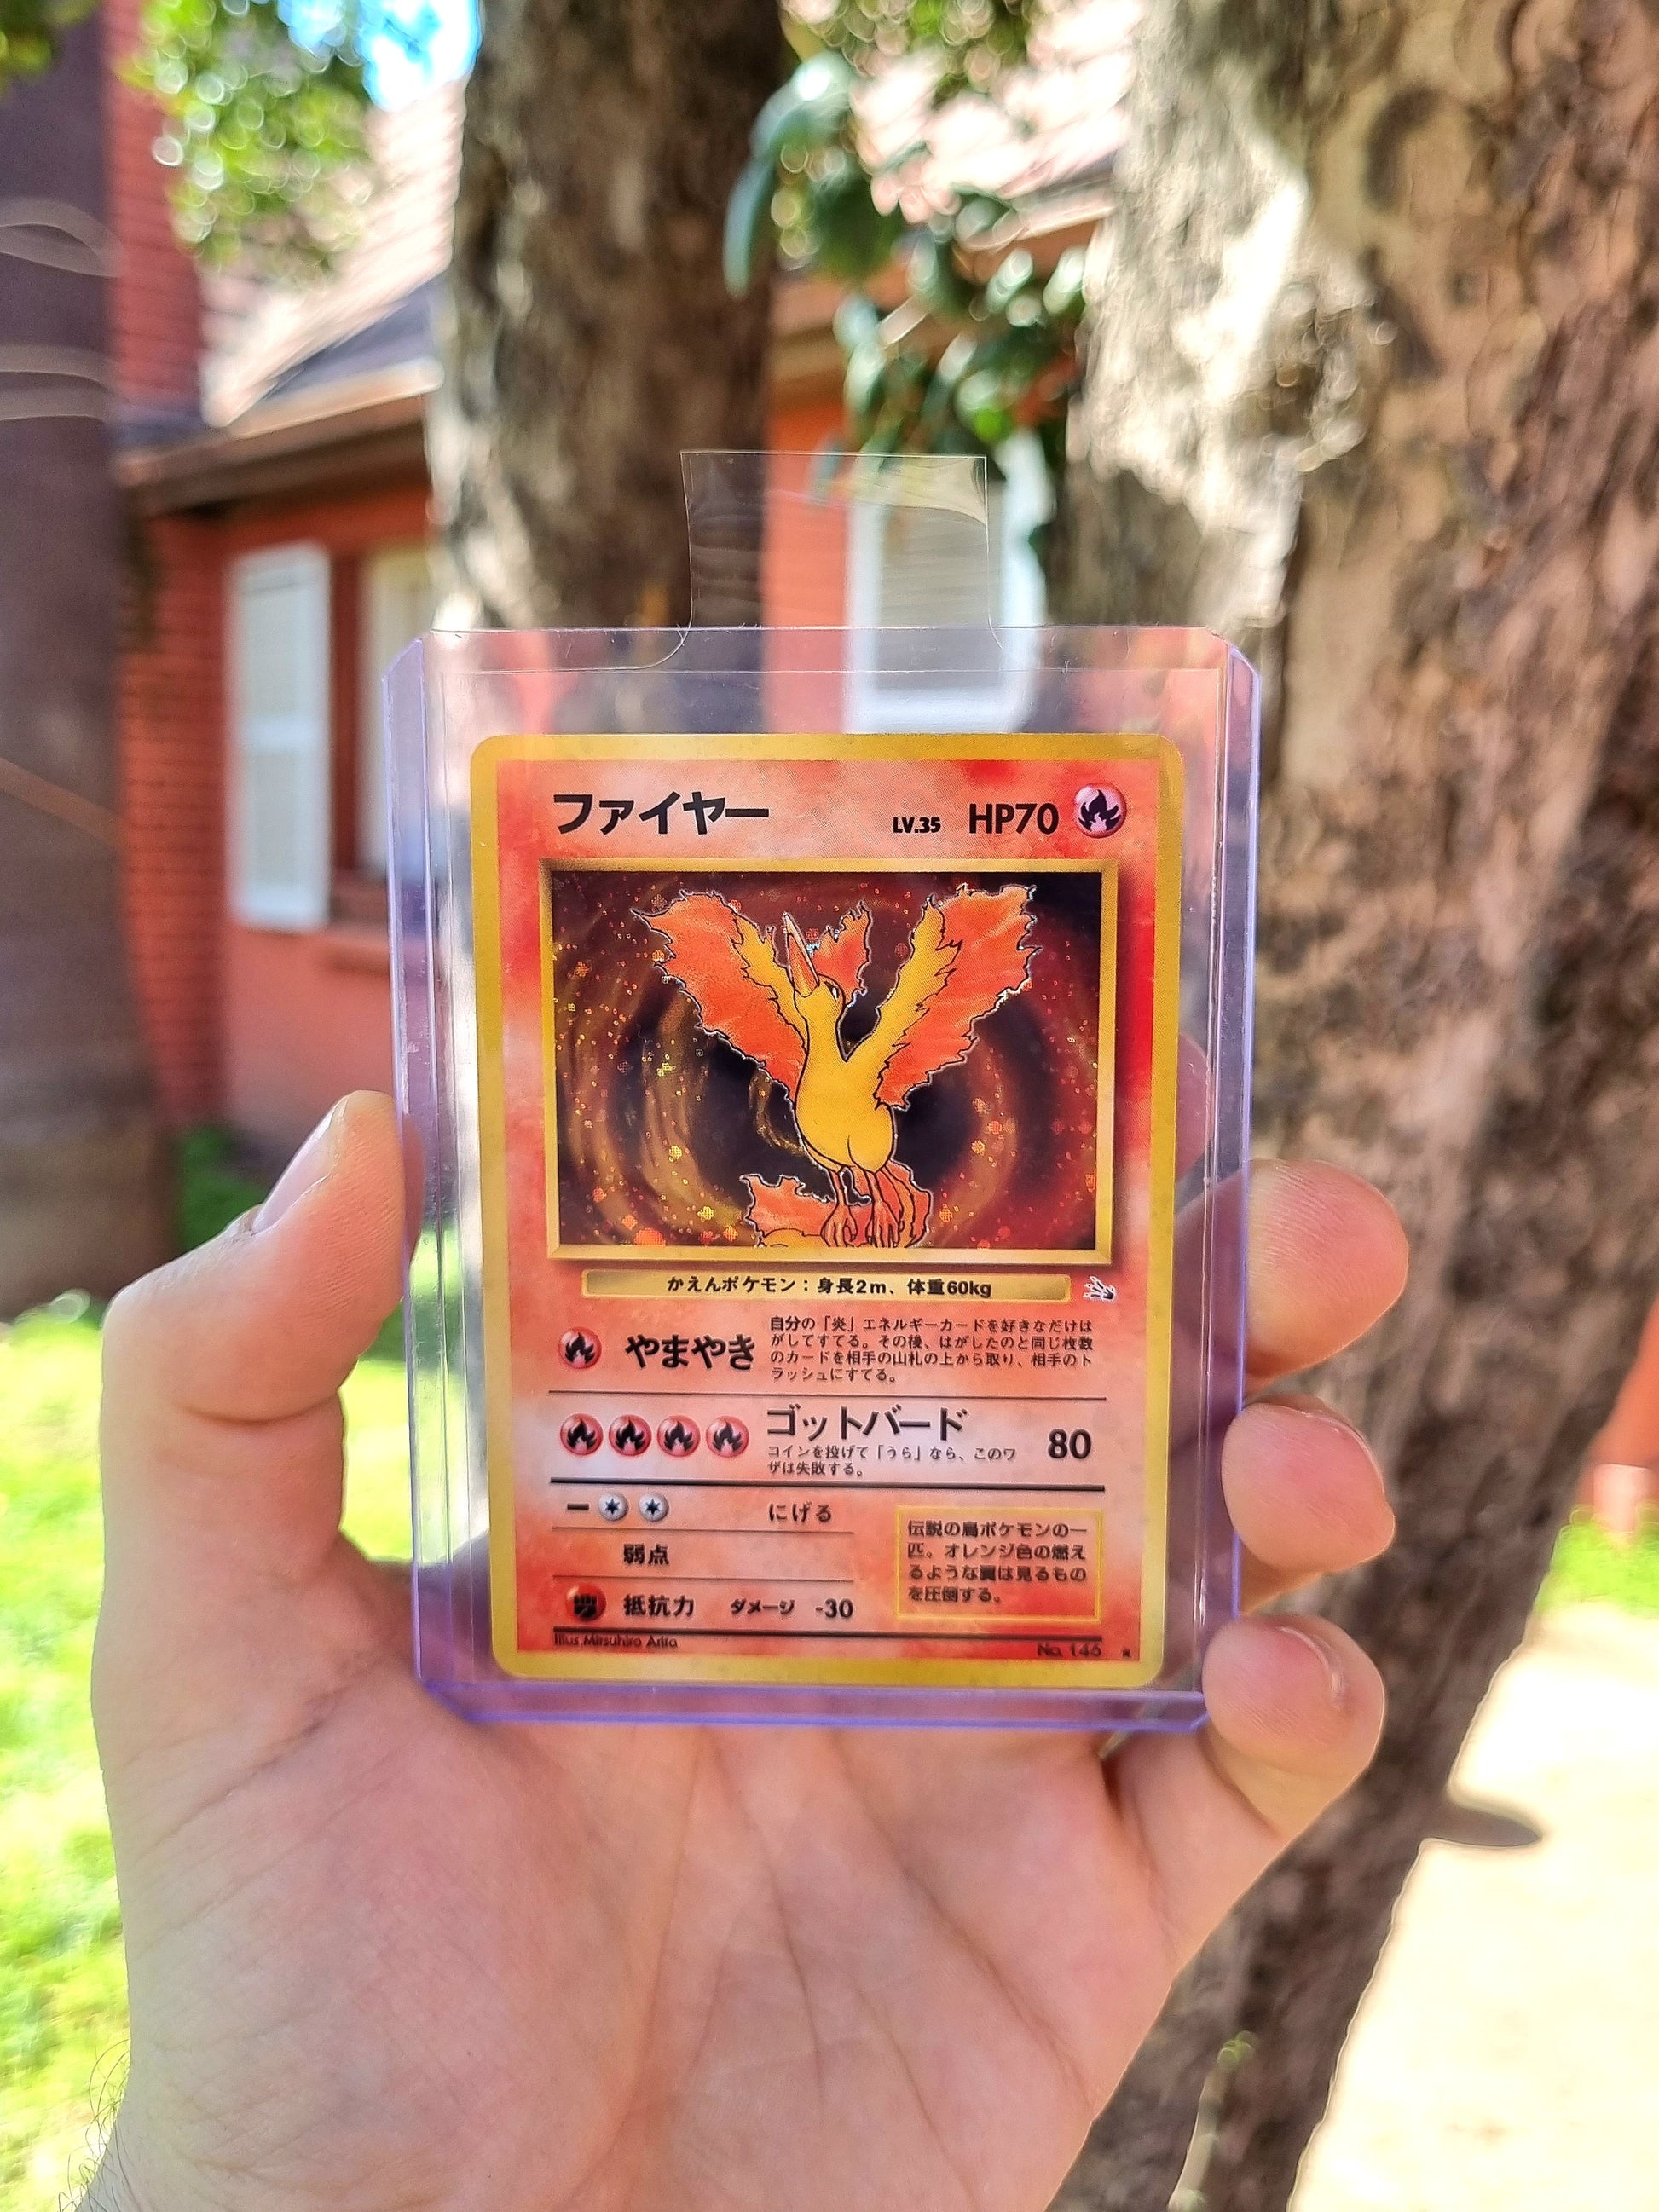 ファイヤー LV.35 HP70
かえんポケモン：身長2m、体重60kg
やまやき
自分の「炎」エネルギーカードを好きなだけは
がしてすてる。その後、はがしたのと同じ枚数
のカードを相手の山札の上から取り、相手のト
ラッシュにすてる。
ゴットバード 80
コインを投げて「うら」なら、このワ
ザは失敗する。
にげる
弱点
抵抗力 ダメージ -30
伝説の鳥ポケモンの一
匹。オレンジ色の燃え
るような翼は見るもの
を圧倒する。
Illus. Mitsuhiro Arita No. 146